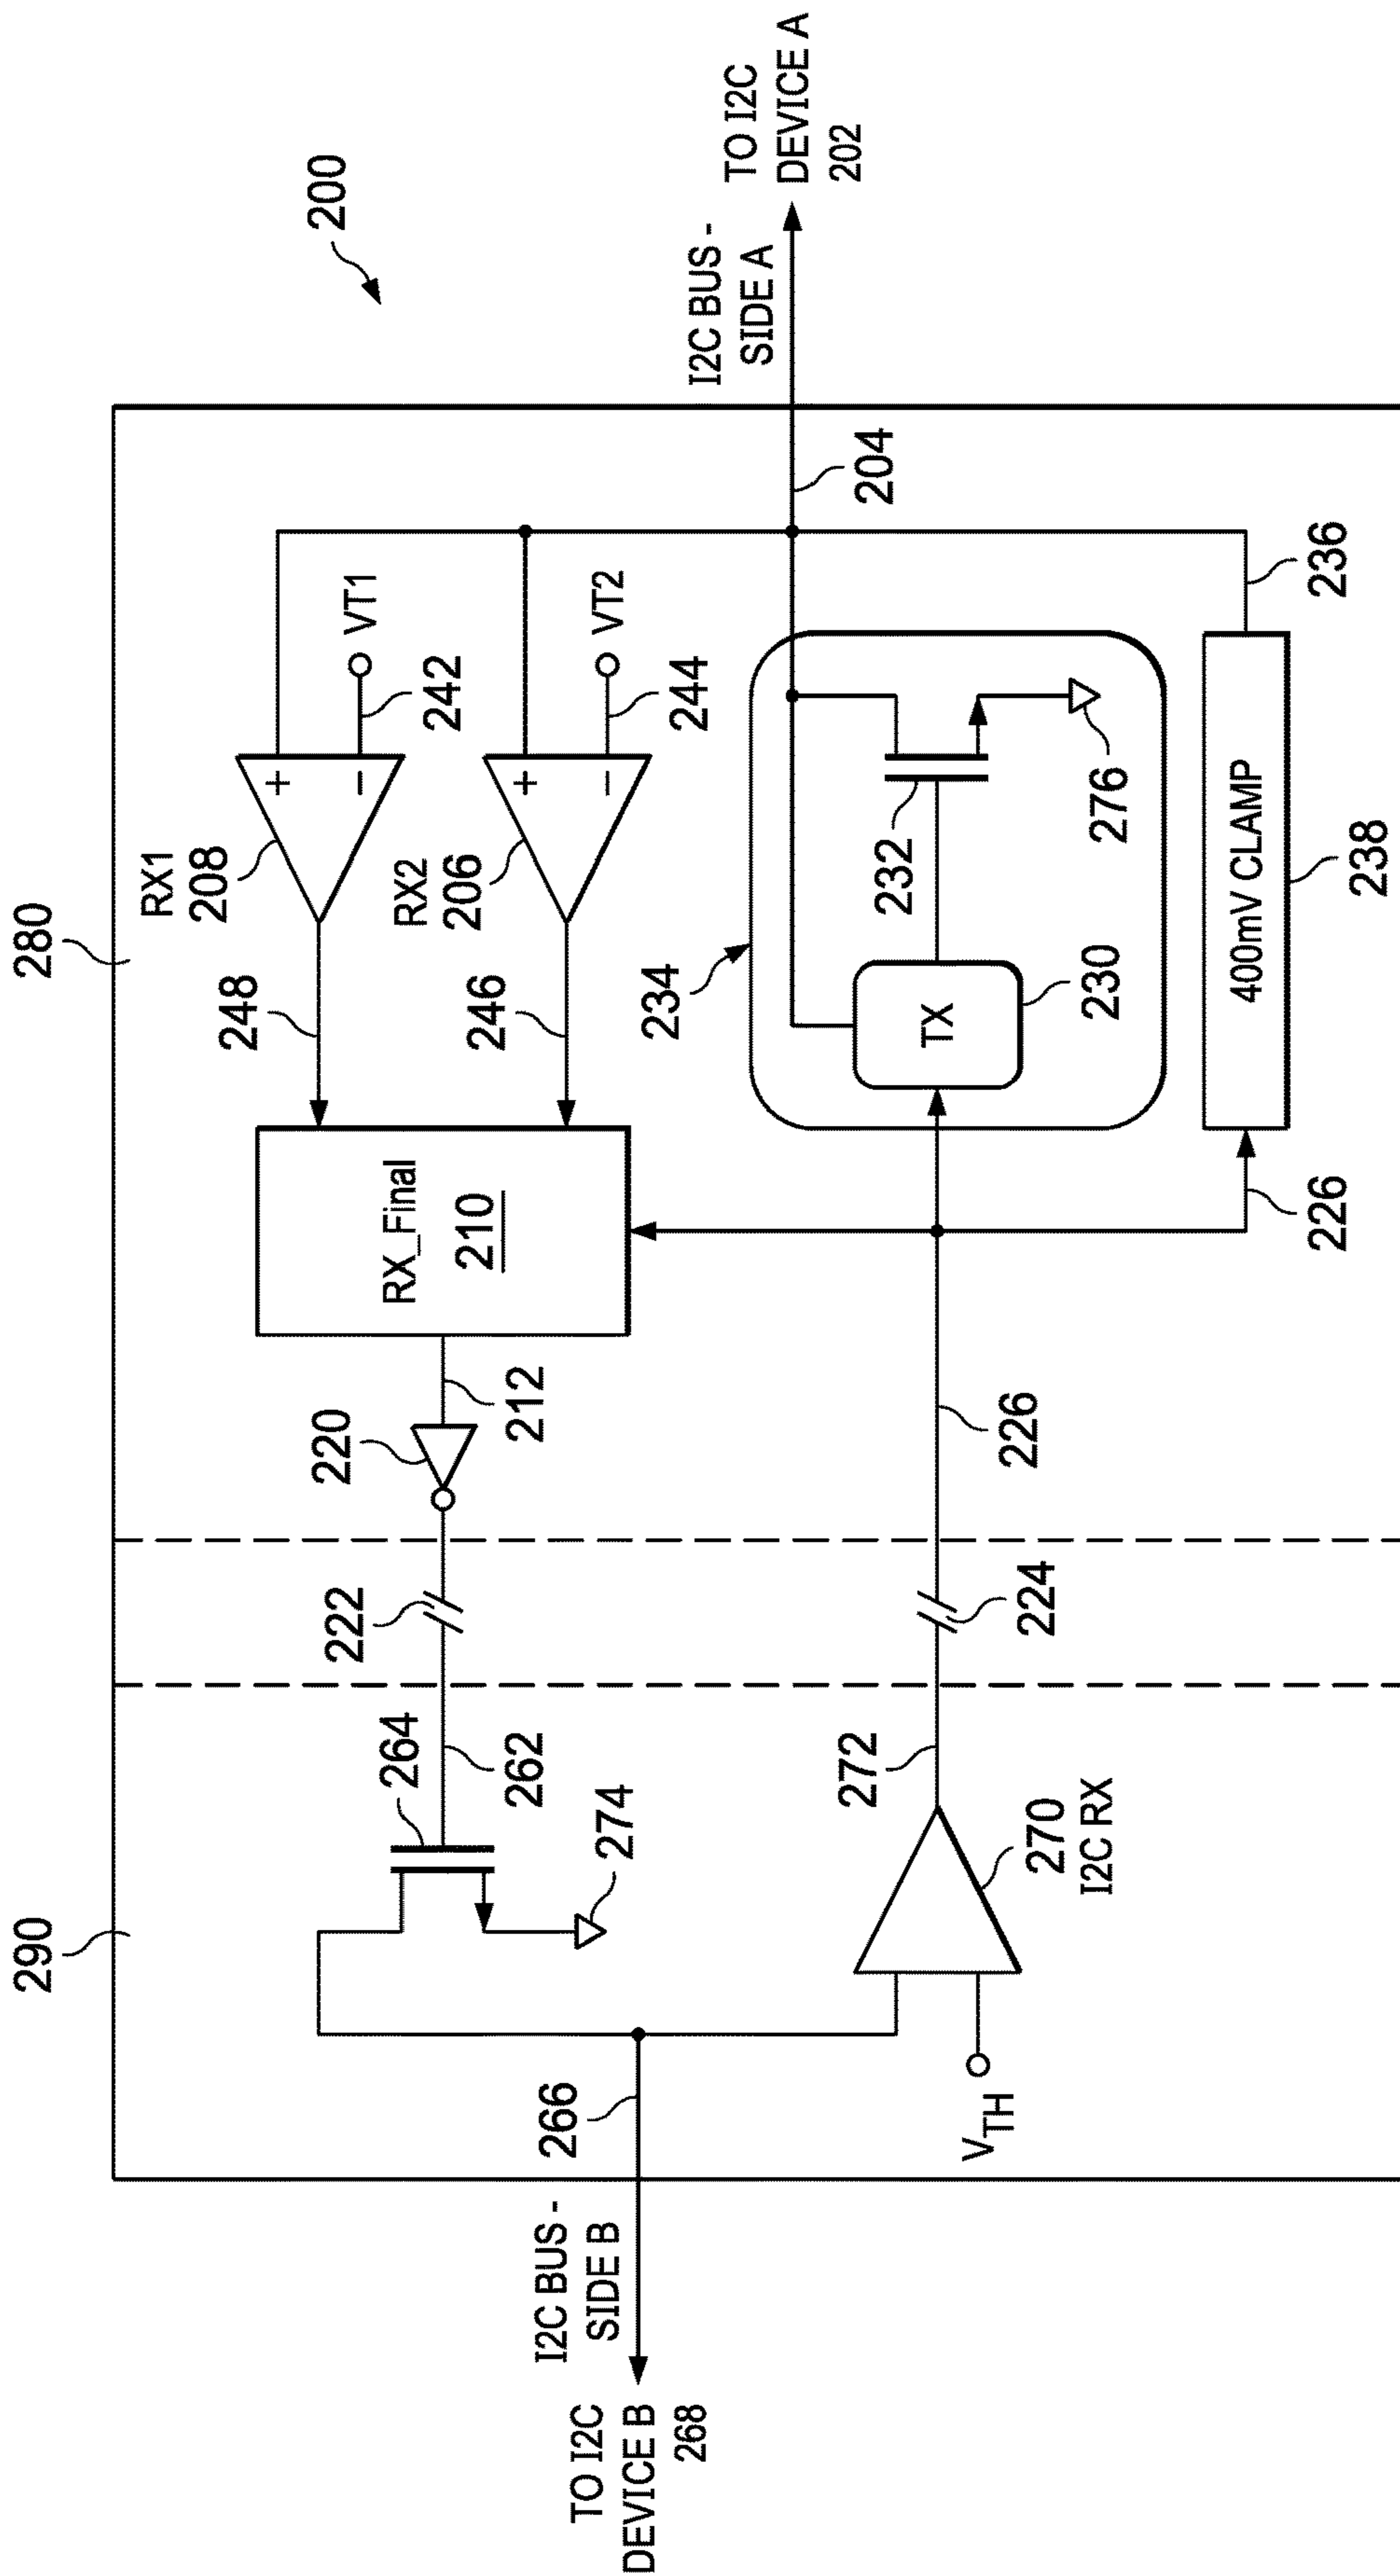 200
280
290
TO I2C
DEVICE B
268
I2C BUS -
SIDE B
266
264
262
274
222
220
212
RX_Final
210
248
246
RX1
208
RX2
206
+
−
VT1
242
+
−
VT2
244
I2C BUS -
SIDE A
TO I2C
DEVICE A
202
204
VTH
270
I2C RX
272
224
226
234
TX
230
232
276
226
400mV CLAMP
238
236